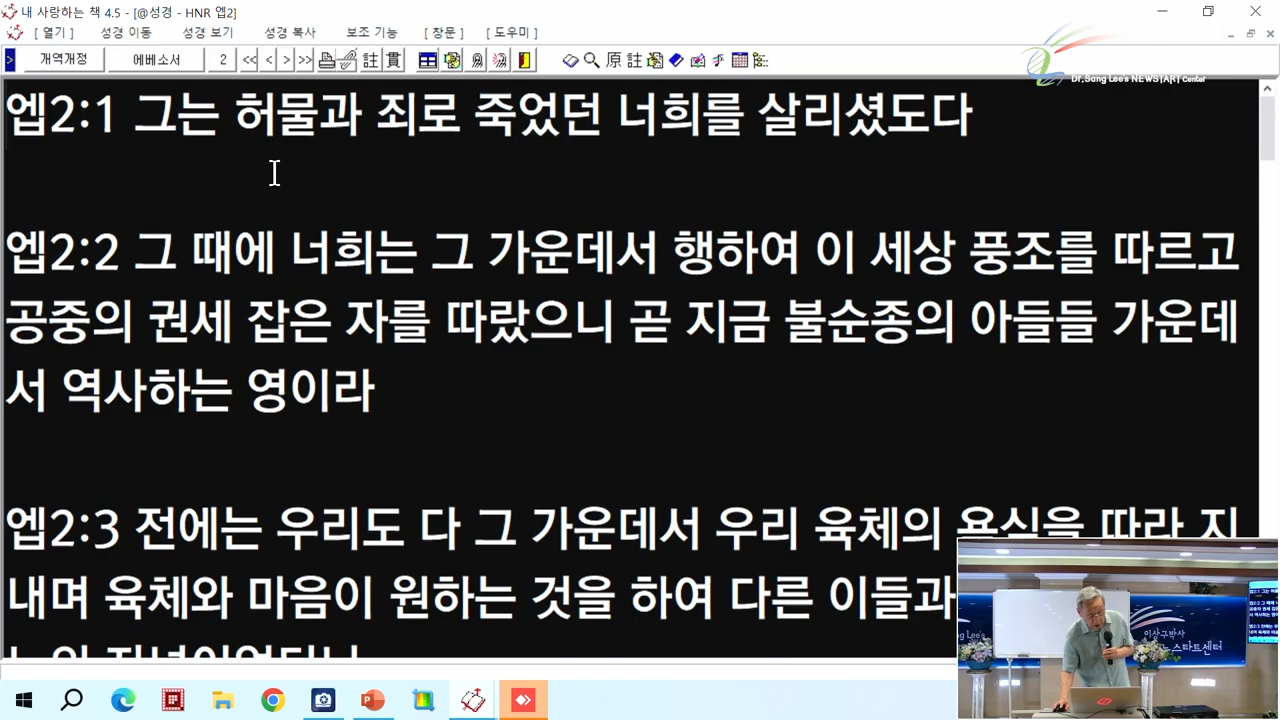 내 사랑하는 책 4.5 - [@성경 - HNR 엡2]
[ 열기 ] 성경 이동 성경 보기 성경 복사 보조 기능 [ 창문 ] [ 도우미 ]
개역개정 에베소서 2 << < > >> 註 貫 原 註
Dr.Sang Lee's NEWSTART Center
엡2:1 그는 허물과 죄로 죽었던 너희를 살리셨도다
엡2:2 그 때에 너희는 그 가운데서 행하여 이 세상 풍조를 따르고
공중의 권세 잡은 자를 따랐으니 곧 지금 불순종의 아들들 가운데
서 역사하는 영이라
엡2:3 전에는 우리도 다 그 가운데서 우리 육체의 욕심을 따라 지
내며 육체와 마음이 원하는 것을 하여 다른 이들과
이상구박사
스타트센터